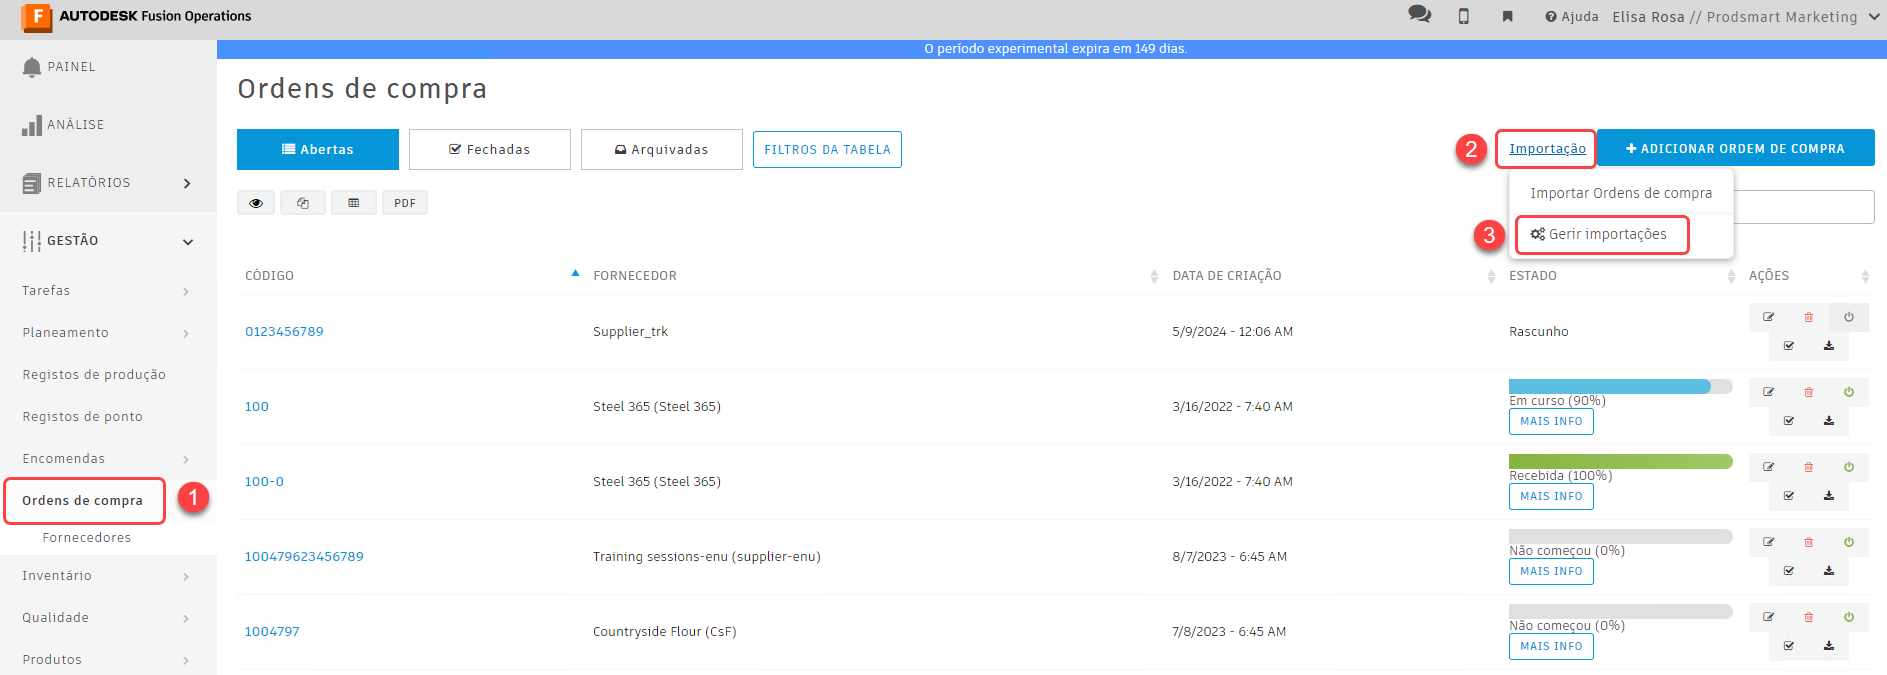 F AUTODESK Fusion Operations
Ajuda Elisa Rosa // Prodsmart Marketing
O período experimental expira em 149 dias.
PAINEL
ANÁLISE
RELATÓRIOS
GESTÃO
Tarefas
Planeamento
Registos de produção
Registos de ponto
Encomendas
Ordens de compra
1
Fornecedores
Inventário
Qualidade
Produtos
Ordens de compra
Abertas Fechadas Arquivadas FILTROS DA TABELA
2 Importação + ADICIONAR ORDEM DE COMPRA
Importar Ordens de compra
3 Gerir importações
PDF
CÓDIGO FORNECEDOR DATA DE CRIAÇÃO ESTADO AÇÕES
0123456789 Supplier_trk 5/9/2024 - 12:06 AM Rascunho
100 Steel 365 (Steel 365) 3/16/2022 - 7:40 AM Em curso (90%)
MAIS INFO
100-0 Steel 365 (Steel 365) 3/16/2022 - 7:40 AM Recebida (100%)
MAIS INFO
100479623456789 Training sessions-enu (supplier-enu) 8/7/2023 - 6:45 AM Não começou (0%)
MAIS INFO
1004797 Countryside Flour (CsF) 7/8/2023 - 6:45 AM Não começou (0%)
MAIS INFO